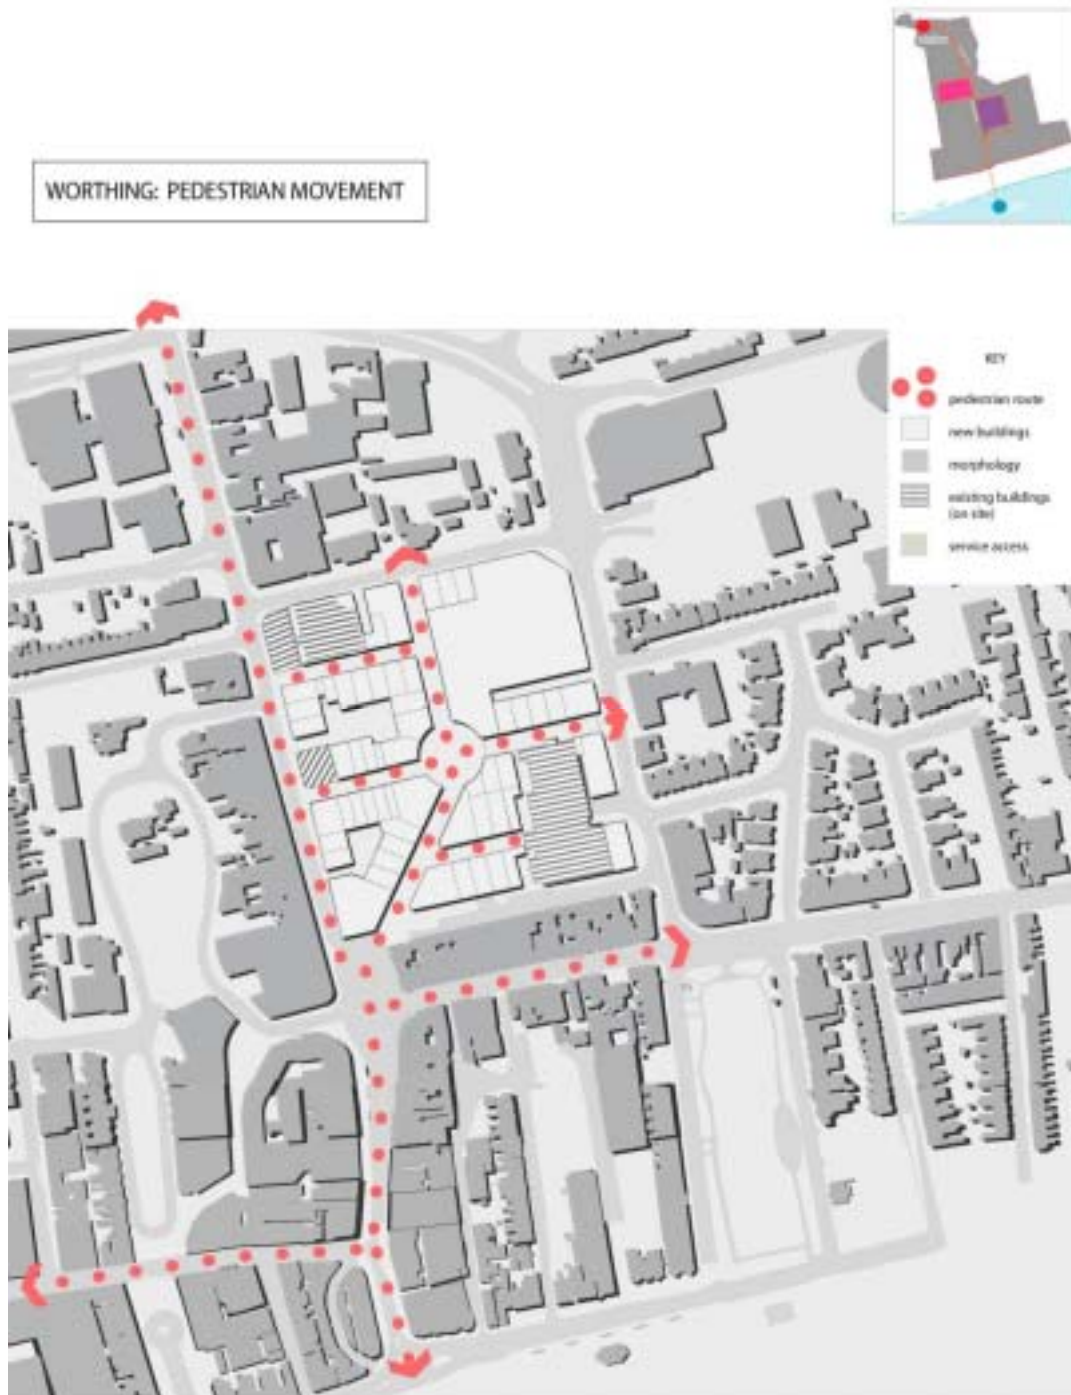 WORTHING: PEDESTRIAN MOVEMENT
KEY
pedestrian route
new buildings
morphology
existing buildings
(on site)
service access